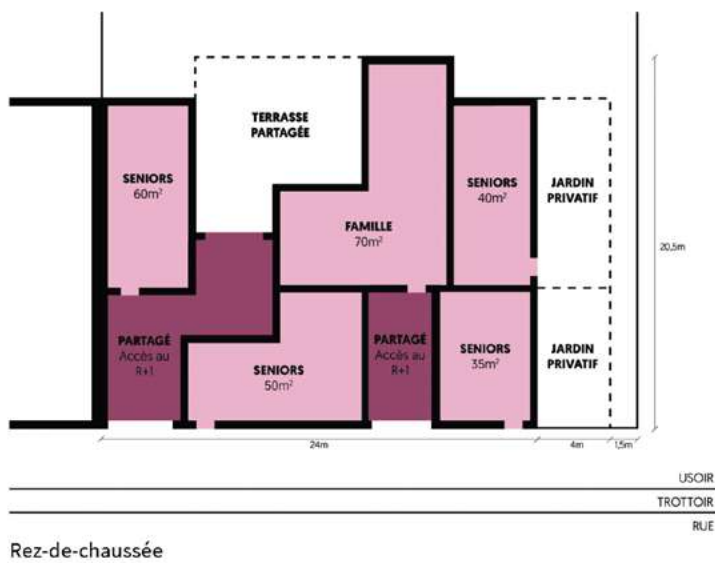 TERRASSE
PARTAGÉE
SENIORS
60m²
SENIORS
40m²
JARDIN
PRIVATIF
FAMILLE
70m²
20,5m
PARTAGÉ
Accès au
R+1
SENIORS
50m²
PARTAGÉ
Accès au
R+1
SENIORS
35m²
JARDIN
PRIVATIF
24m
4m
1,5m
USOIR
TROTTOIR
RUE
Rez-de-chaussée